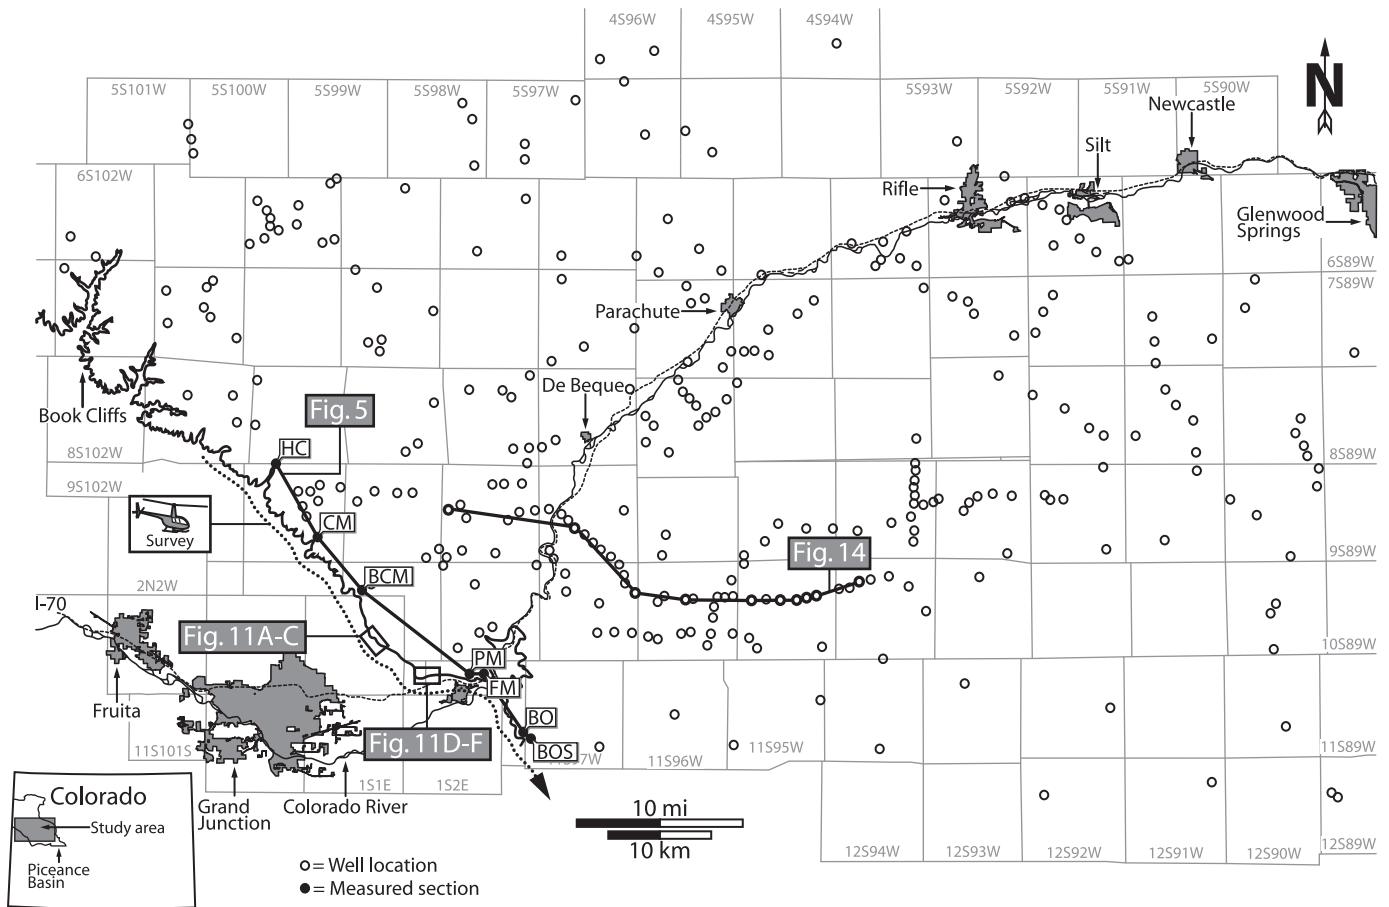 4S96W
4S95W
4S94W
5S101W
5S100W
5S99W
5S98W
5S97W
5S93W
5S92W
5S91W
5S90W
N
Newcastle
Silt
6S102W
Rifle
Glenwood
Springs
6S89W
7S89W
Parachute
De Beque
Book Cliffs
Fig. 5
HC
8S102W
8S89W
9S102W
Survey
CM
Fig. 14
9S89W
BCM
2N2W
I-70
Fig. 11A-C
10S89W
PM
FM
Fruita
BO
Fig. 11D-F
BOS
11S101S
11S96W
11S95W
11S89W
1S1E
1S2E
Colorado
Grand
Junction
Colorado River
10 mi
10 km
Study area
Piceance
Basin
= Well location
= Measured section
12S94W
12S93W
12S92W
12S91W
12S90W
12S89W